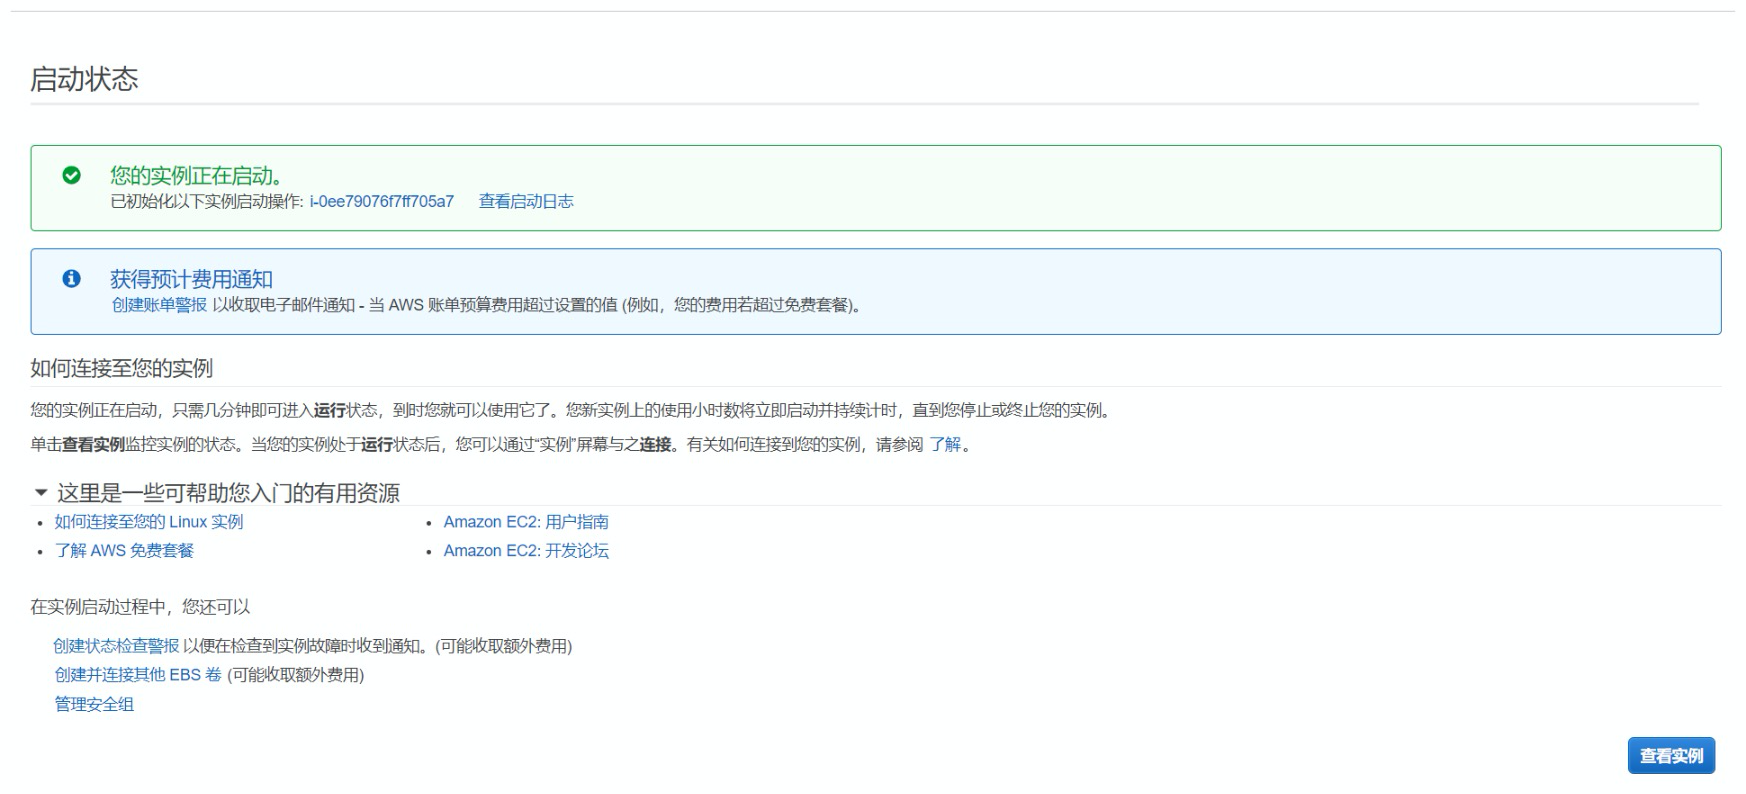 启动状态
您的实例正在启动。
已初始化以下实例启动操作: i-0ee79076f7ff705a7 查看启动日志
获得预计费用通知
创建账单警报 以收取电子邮件通知 - 当 AWS 账单预算费用超过设置的值 (例如，您的费用若超过免费套餐)。
如何连接至您的实例
您的实例正在启动，只需几分钟即可进入运行状态，到时您就可以使用它了。您新实例上的使用小时数将立即启动并持续计时，直到您停止或终止您的实例。
单击查看实例监控实例的状态。当您的实例处于运行状态后，您可以通过“实例”屏幕与之连接。有关如何连接到您的实例，请参阅 了解。
这里是一些可帮助您入门的有用资源
如何连接至您的 Linux 实例 Amazon EC2: 用户指南
了解 AWS 免费套餐 Amazon EC2: 开发论坛
在实例启动过程中，您还可以
创建状态检查警报 以便在检查到实例故障时收到通知。(可能收取额外费用)
创建并连接其他 EBS 卷 (可能收取额外费用)
管理安全组
查看实例